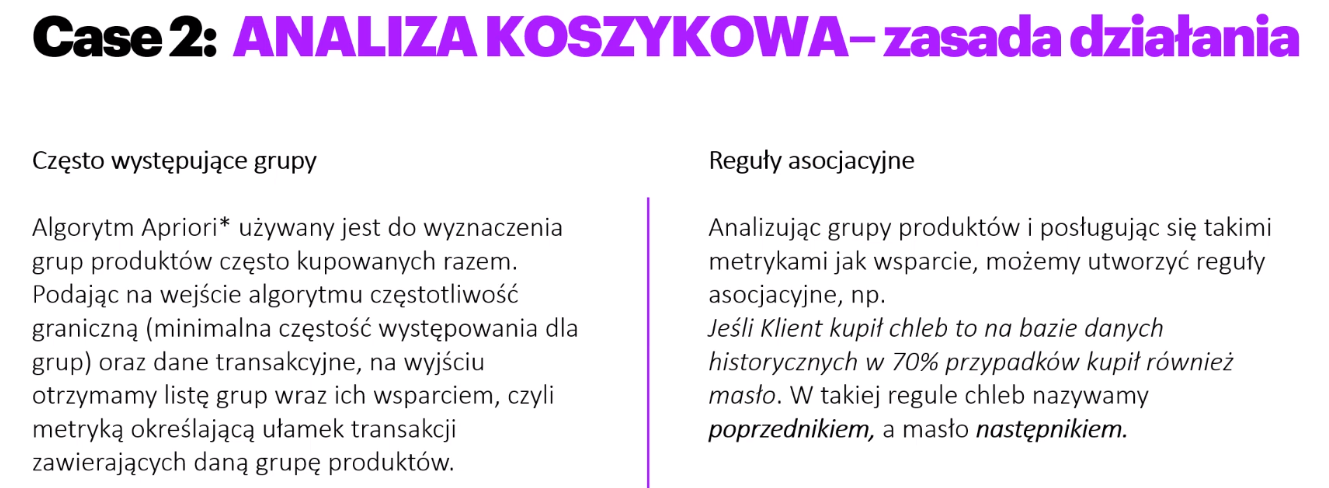 Case 2: ANALIZA KOSZYKOWA– zasada działania
Często występujące grupy
Algorytm Apriori* używany jest do wyznaczenia
grup produktów często kupowanych razem.
Podając na wejście algorytmu częstotliwość
graniczną (minimalna częstość występowania dla
grup) oraz dane transakcyjne, na wyjściu
otrzymamy listę grup wraz ich wsparciem, czyli
metryką określającą ułamek transakcji
zawierających daną grupę produktów.
Reguły asocjacyjne
Analizując grupy produktów i posługując się takimi
metrykami jak wsparcie, możemy utworzyć reguły
asocjacyjne, np.
Jeśli Klient kupił chleb to na bazie danych
historycznych w 70% przypadków kupił również
masło. W takiej regule chleb nazywamy
poprzednikiem, a masło następnikiem.